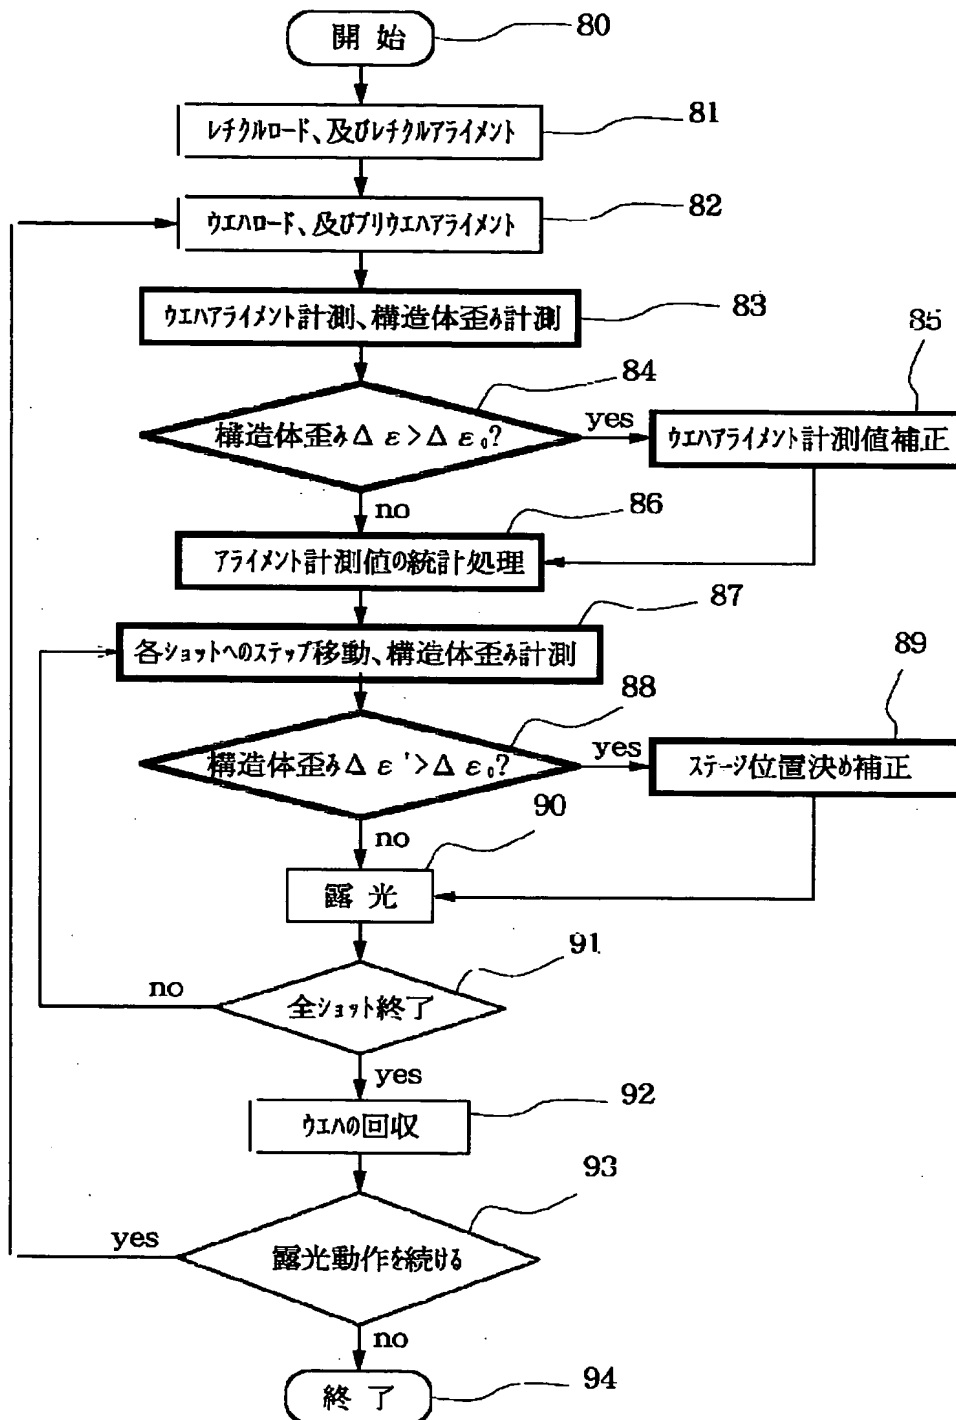 開始
80
レチクルロード、及びレチクルアライメント
81
ウエハロード、及びプリウエハアライメント
82
ウエハアライメント計測、構造体歪み計測
83
構造体歪みΔε>Δε₀?
84
yes
ウエハアライメント計測値補正
85
no
アライメント計測値の統計処理
86
各ショットへのステップ移動、構造体歪み計測
87
構造体歪みΔε'>Δε₀?
88
yes
ステージ位置決め補正
89
no
露光
90
全ショット終了
91
no
yes
ウエハの回収
92
露光動作を続ける
93
yes
no
終了
94